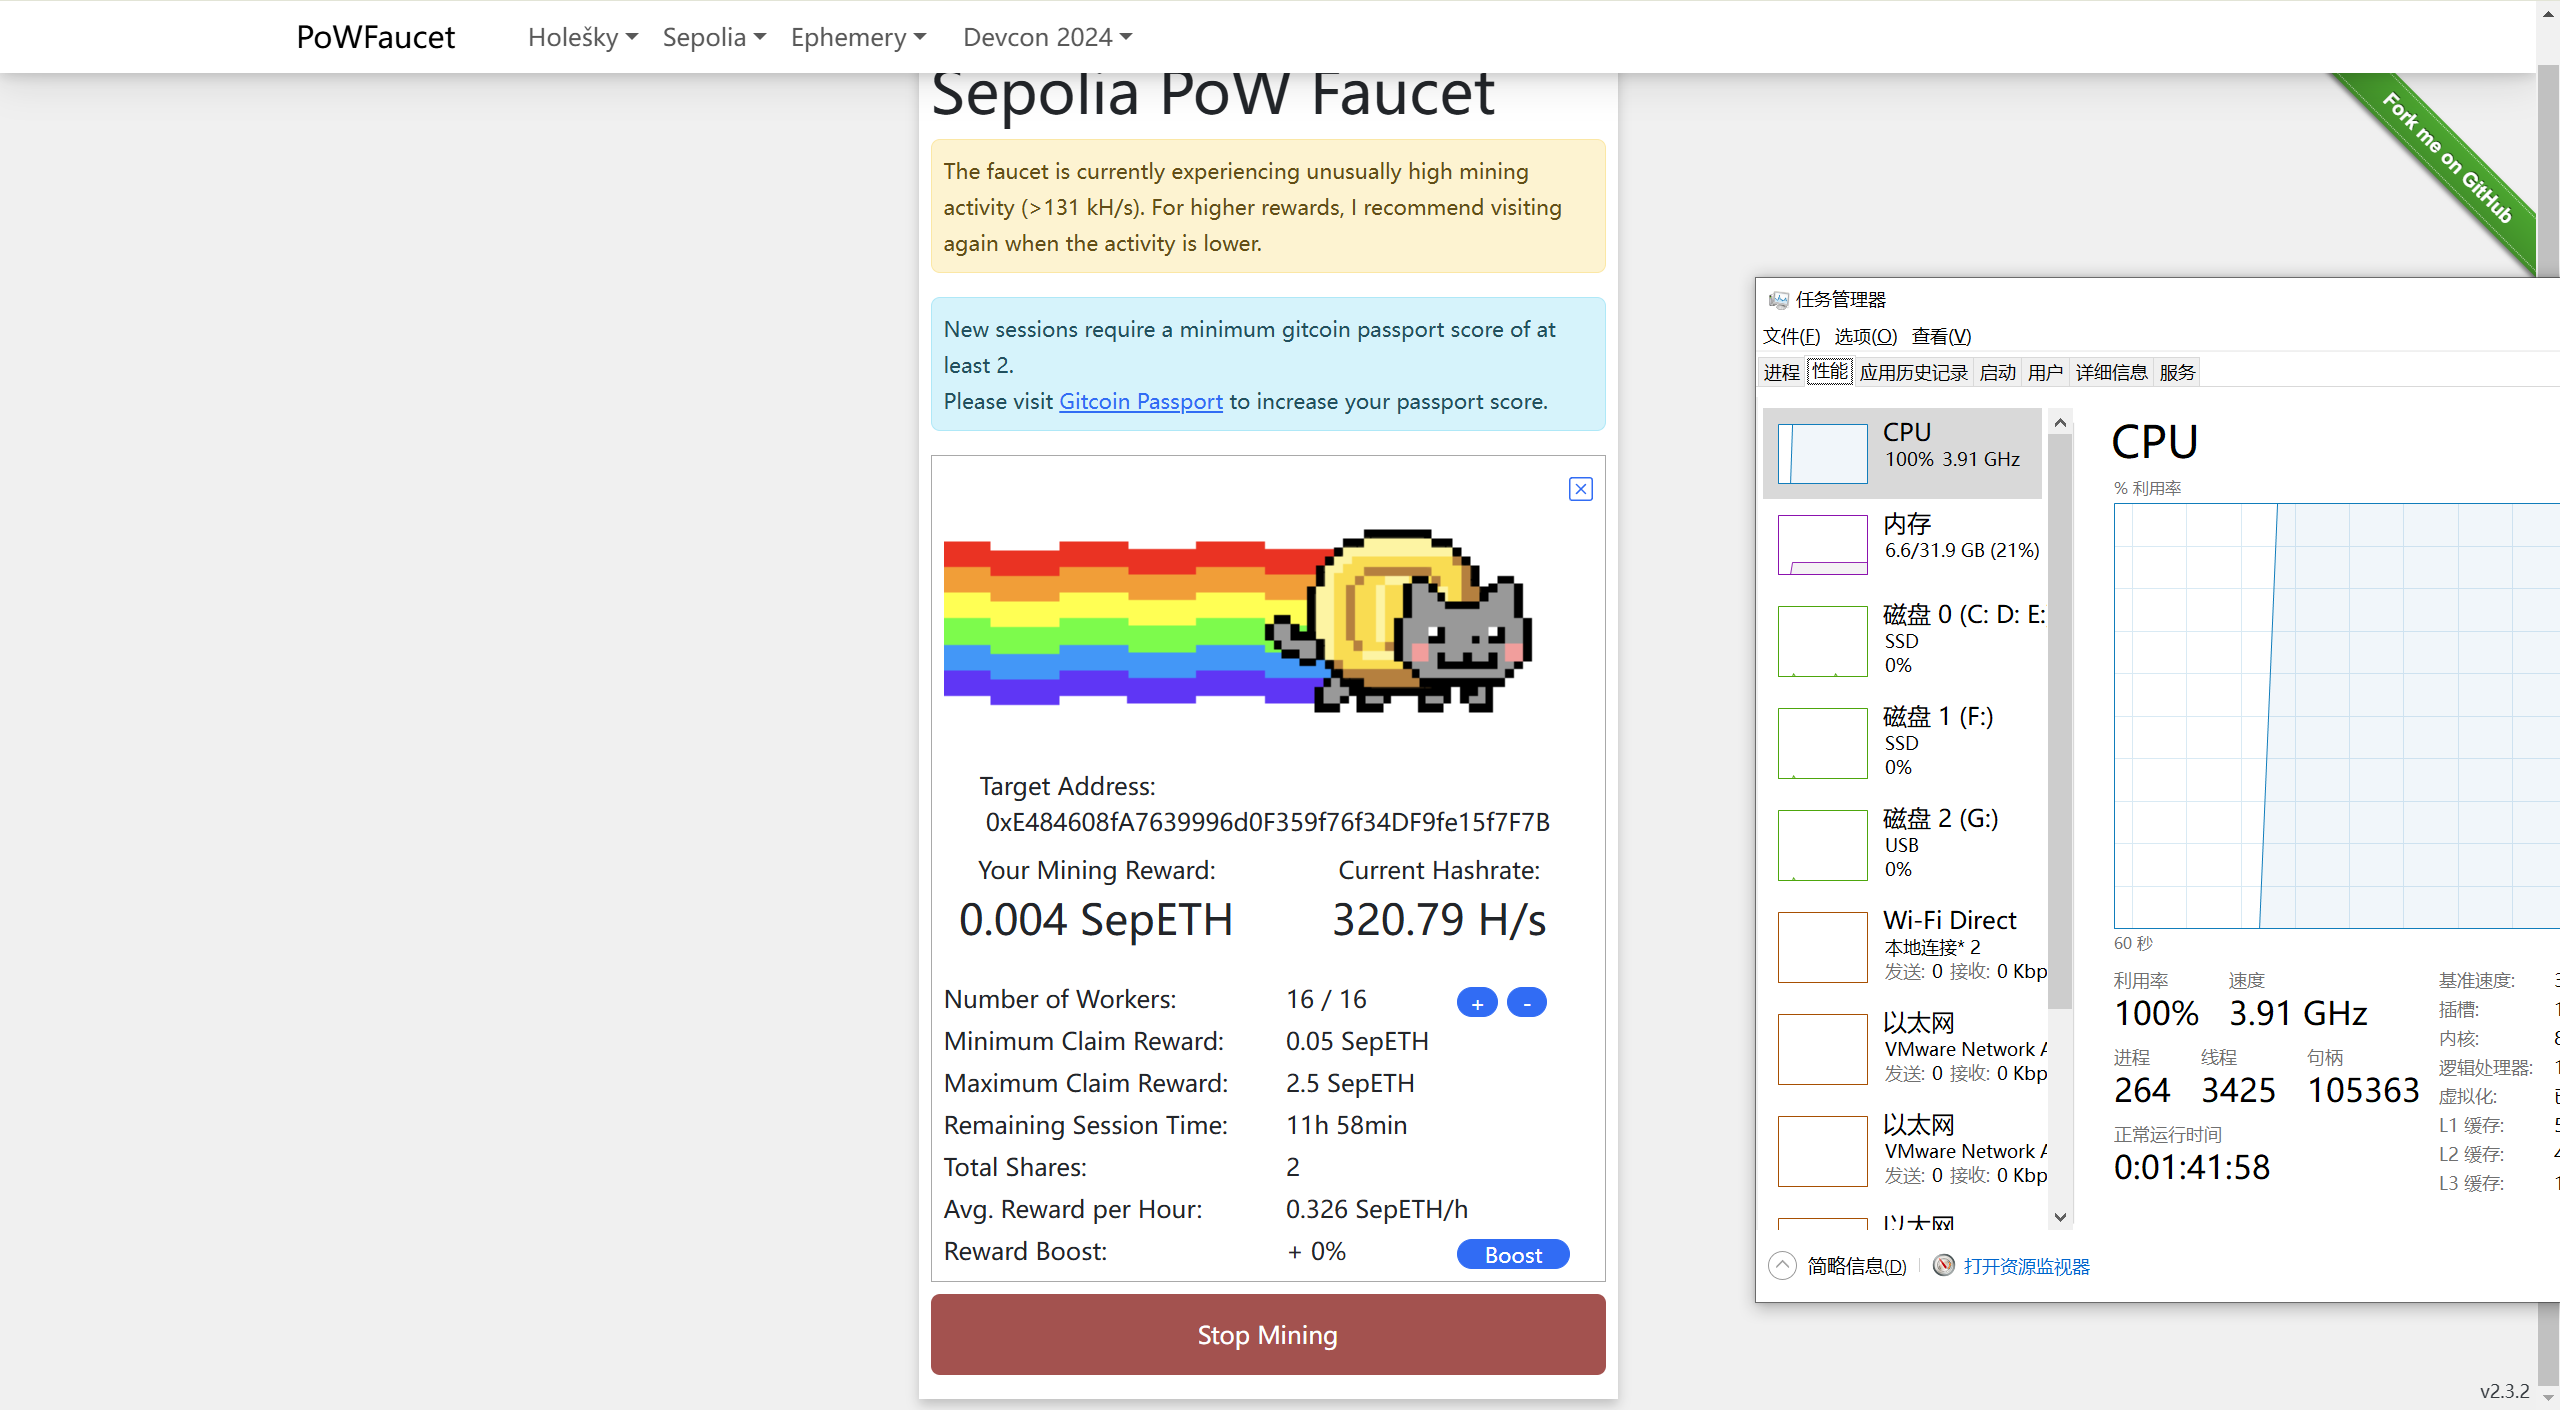 PoWFaucet
Holešky
Sepolia
Ephemery
Devcon 2024
Sepolia PoW Faucet
Fork me on GitHub
The faucet is currently experiencing unusually high mining
activity (>131 kH/s). For higher rewards, I recommend visiting
again when the activity is lower.
New sessions require a minimum gitcoin passport score of at
least 2.
Please visit Gitcoin Passport to increase your passport score.
Target Address:
0xE484608fA7639996d0F359f76f34DF9fe15f7F7B
Your Mining Reward:
Current Hashrate:
0.004 SepETH
320.79 H/s
Number of Workers: 16 / 16 + -
Minimum Claim Reward: 0.05 SepETH
Maximum Claim Reward: 2.5 SepETH
Remaining Session Time: 11h 58min
Total Shares: 2
Avg. Reward per Hour: 0.326 SepETH/h
Reward Boost: + 0% Boost
Stop Mining
任务管理器
文件(F) 选项(O) 查看(V)
进程 性能 应用历史记录 启动 用户 详细信息 服务
CPU
100% 3.91 GHz
内存
6.6/31.9 GB (21%)
磁盘 0 (C: D: E:
SSD
0%
磁盘 1 (F:)
SSD
0%
磁盘 2 (G:)
USB
0%
Wi-Fi Direct
本地连接* 2
发送: 0 接收: 0 Kbp
以太网
VMware Network A
发送: 0 接收: 0 Kbp
以太网
VMware Network A
发送: 0 接收: 0 Kbp
以太网
CPU
% 利用率
60 秒
利用率 速度
100% 3.91 GHz
进程 线程 句柄
264 3425 105363
正常运行时间
0:01:41:58
基准速度:
插槽:
内核:
逻辑处理器:
虚拟化:
L1 缓存:
L2 缓存:
L3 缓存:
简略信息(D)
打开资源监视器
v2.3.2